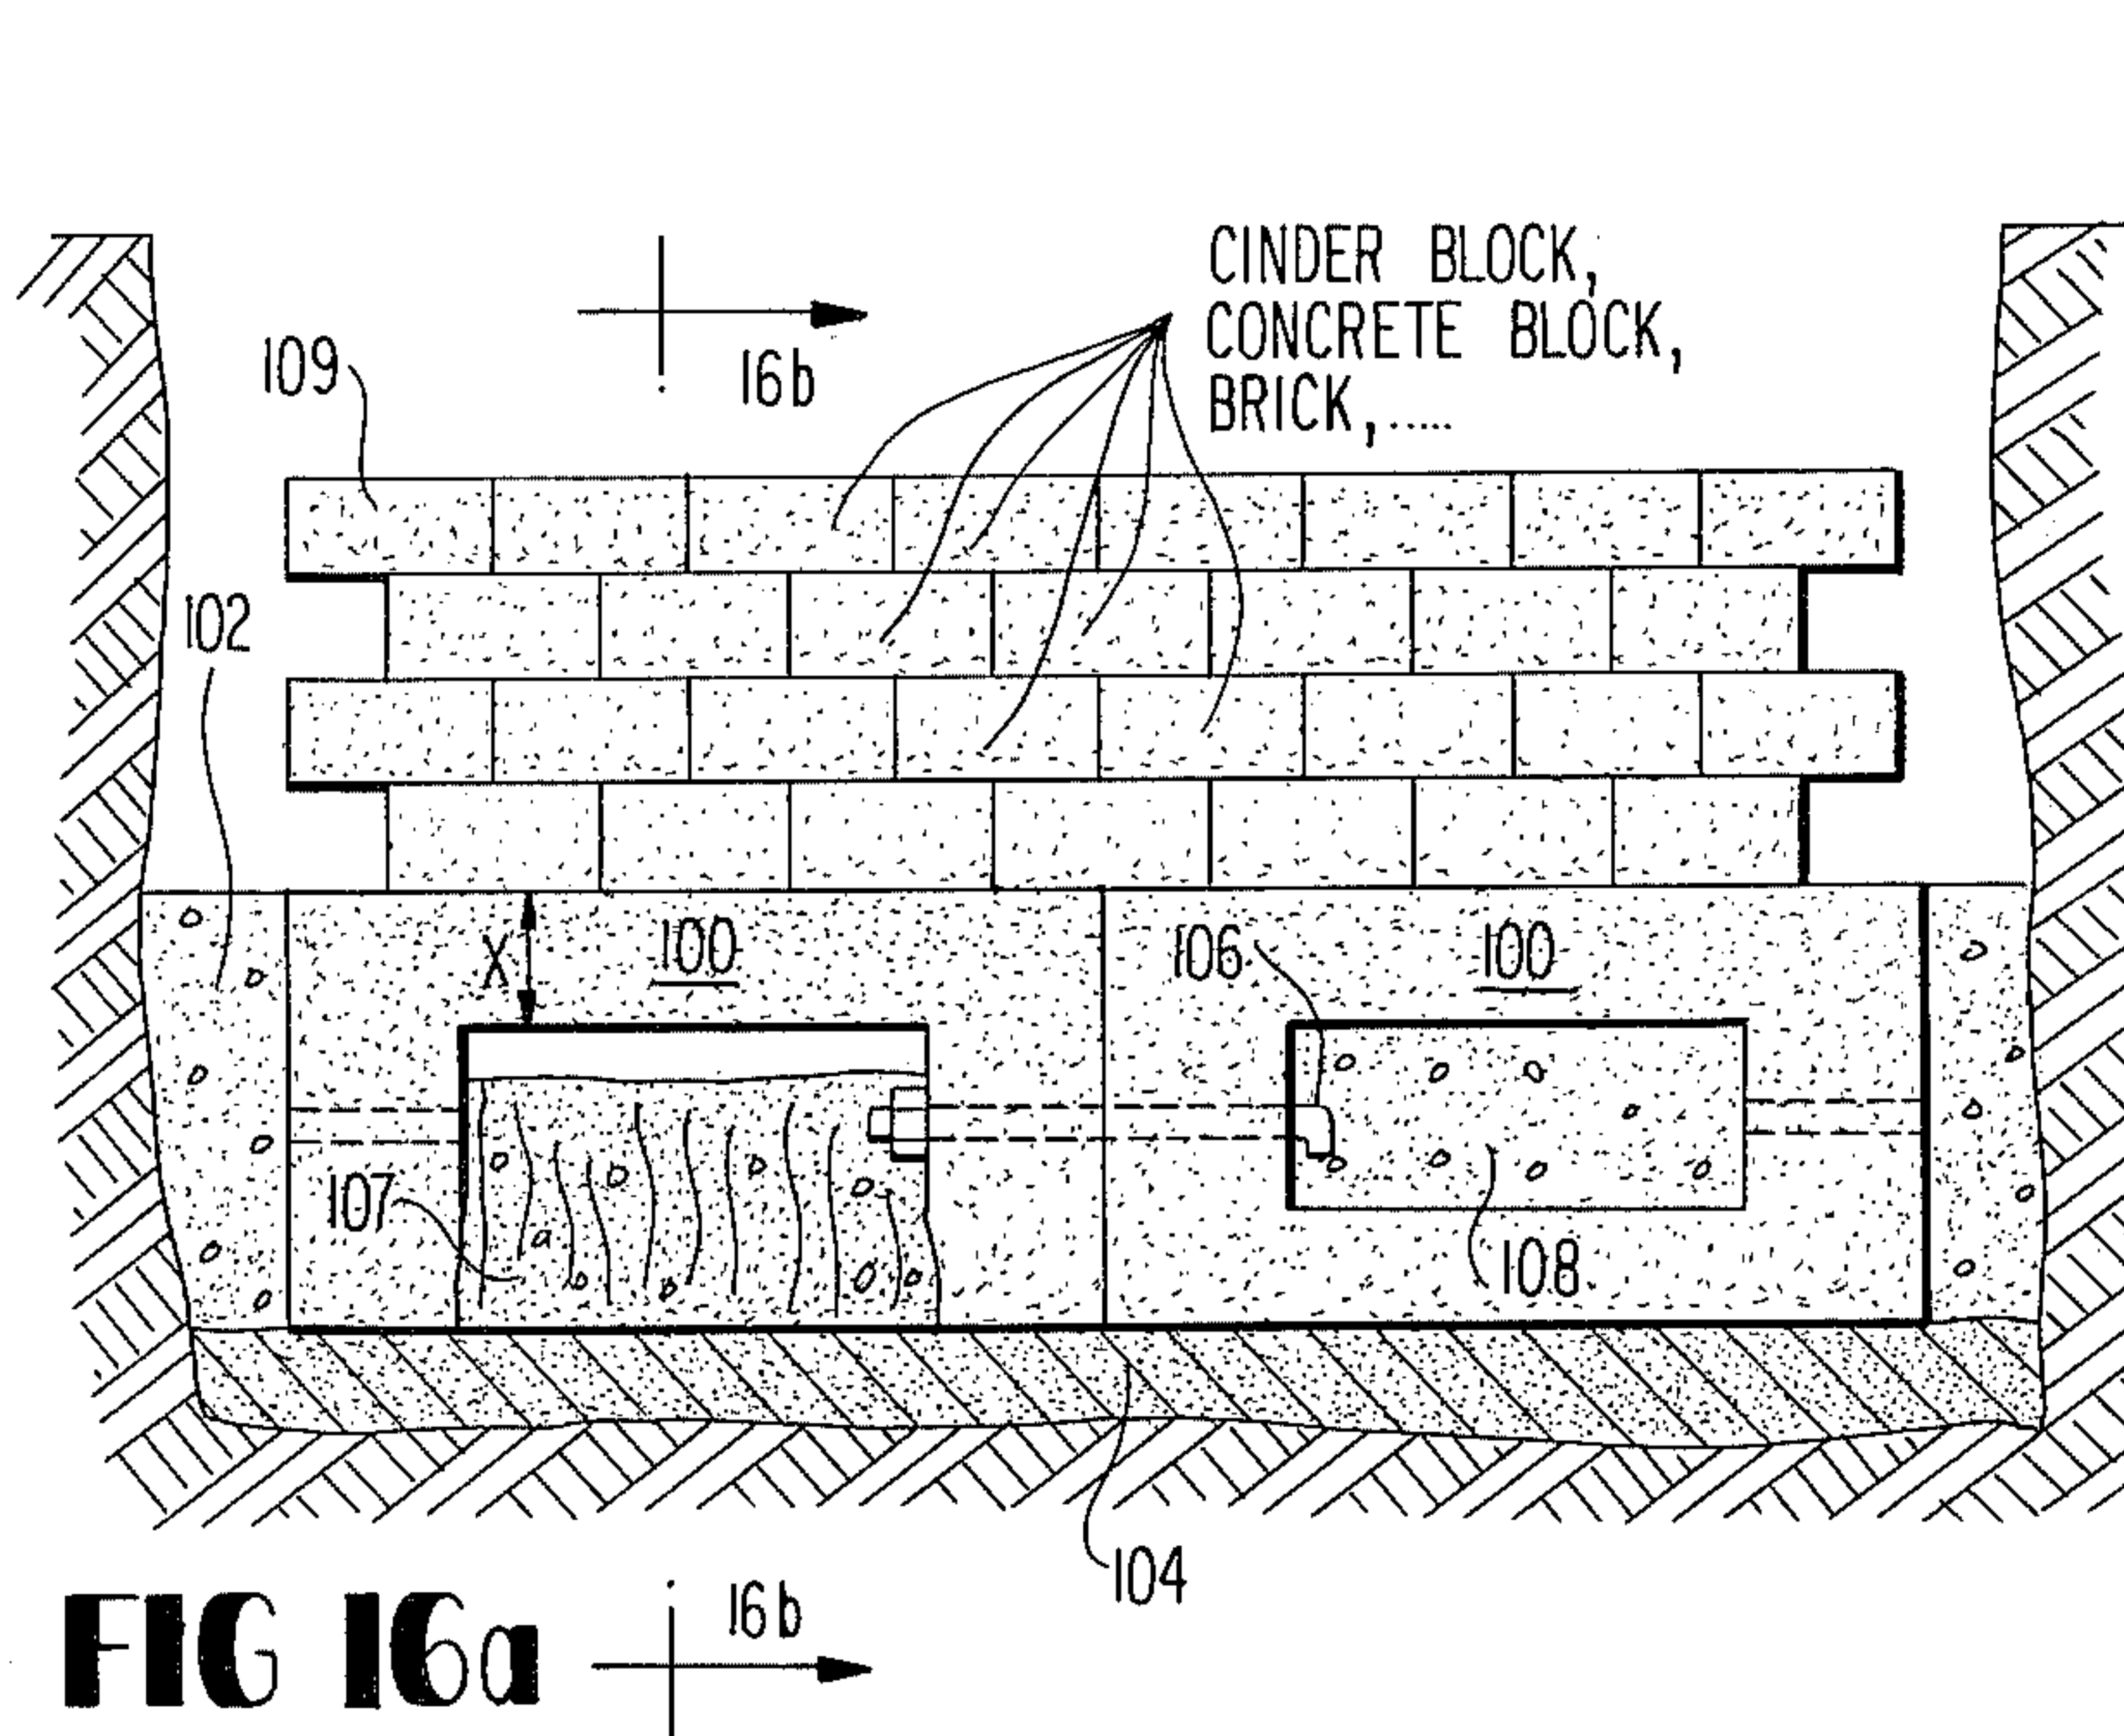 CINDER BLOCK,
CONCRETE BLOCK,
BRICK,.....
109
16b
102
X
100
106
100
107
108
104
FIG 16a
16b